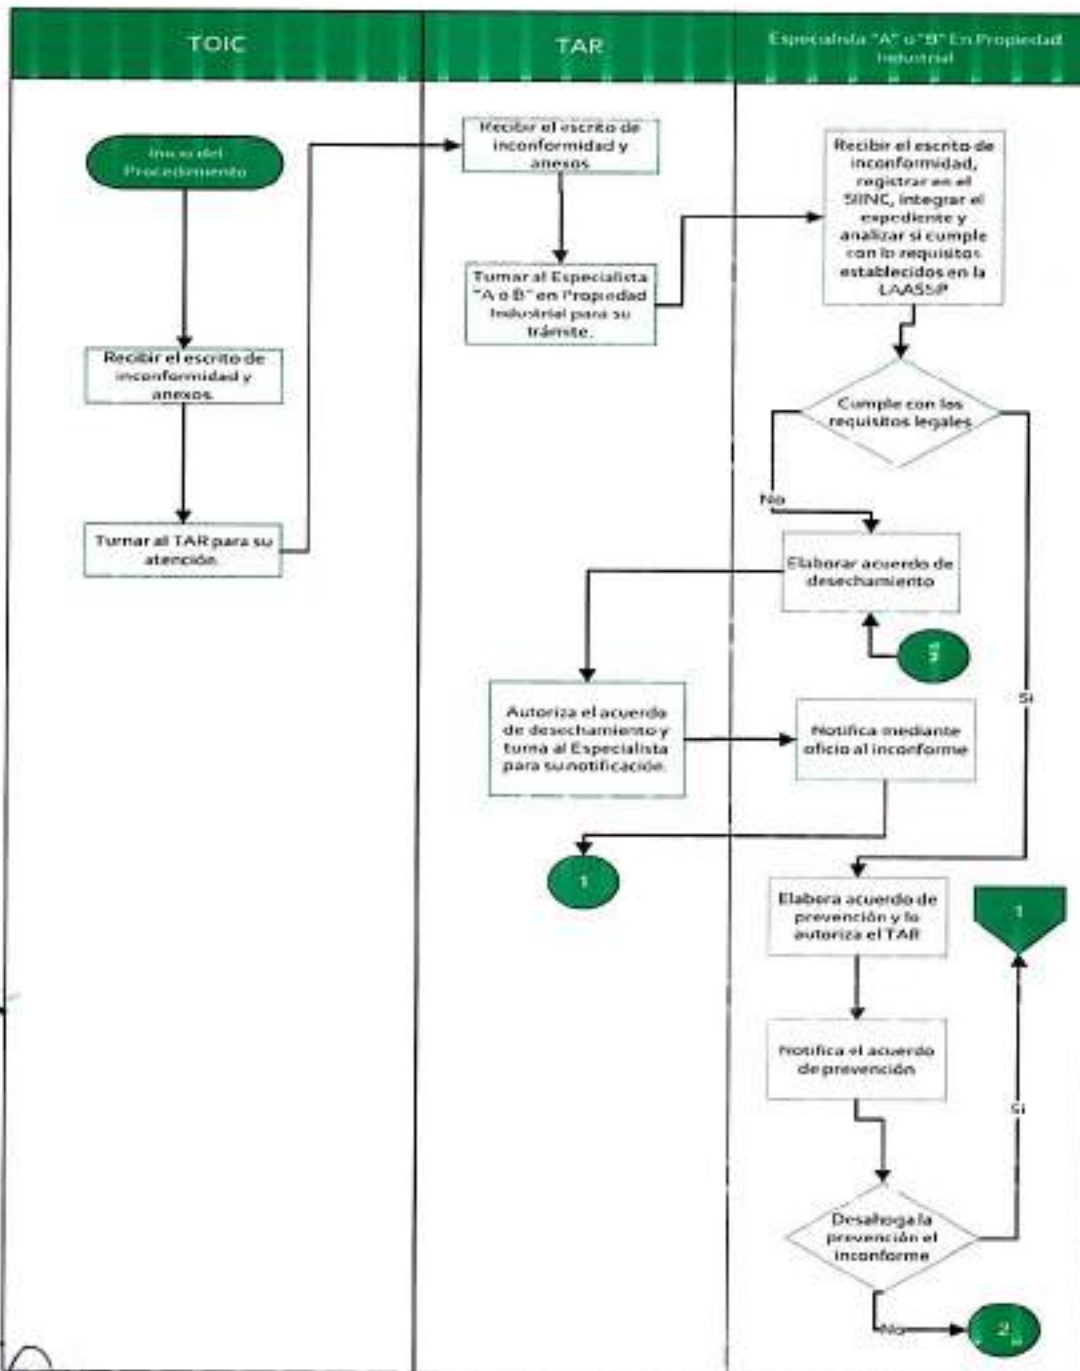 TOIC
TAR
Especialista "A" o "B" En Propiedad
Industrial
Inicio del
Procedimiento
Recibir el escrito de
inconformidad y
anexos.
Turnar al TAR para su
atención.
Recibir el escrito de
inconformidad y
anexos.
Turnar al Especialista
"A o B" en Propiedad
Industrial para su
trámite.
Recibir el escrito de
inconformidad,
registrar en el
SIINC, integrar el
expediente y
analizar si cumple
con lo requisitos
establecidos en la
LAASSP
Cumple con los
requisitos legales
No
Si
Elaborar acuerdo de
desechamiento
Autoriza el acuerdo
de desechamiento y
turna al Especialista
para su notificación.
Notifica mediante
oficio al inconforme
1
Elabora acuerdo de
prevención y lo
autoriza el TAR
1
Notifica el acuerdo
de prevención
Si
Desahoga la
prevención el
inconforme
No
2